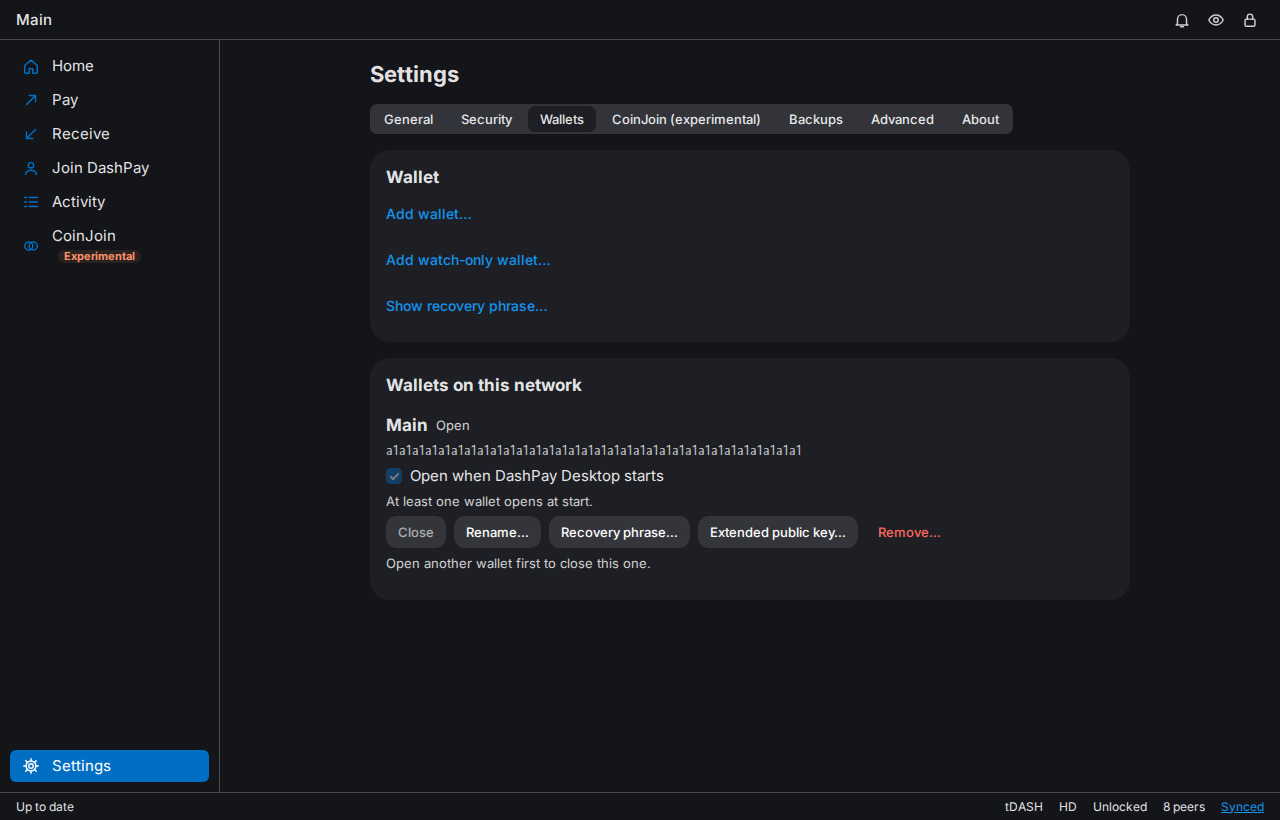 Main
Home
Pay
Receive
Join DashPay
Activity
CoinJoin
Experimental
Settings
Settings
General Security Wallets CoinJoin (experimental) Backups Advanced About
Wallet
Add wallet...
Add watch-only wallet...
Show recovery phrase...
Wallets on this network
Main Open
a1a1a1a1a1a1a1a1a1a1a1a1a1a1a1a1a1a1a1a1a1a1a1a1a1a1a1a1a1a1a1a1
Open when DashPay Desktop starts
At least one wallet opens at start.
Close Rename... Recovery phrase... Extended public key... Remove...
Open another wallet first to close this one.
Up to date tDASH HD Unlocked 8 peers Synced